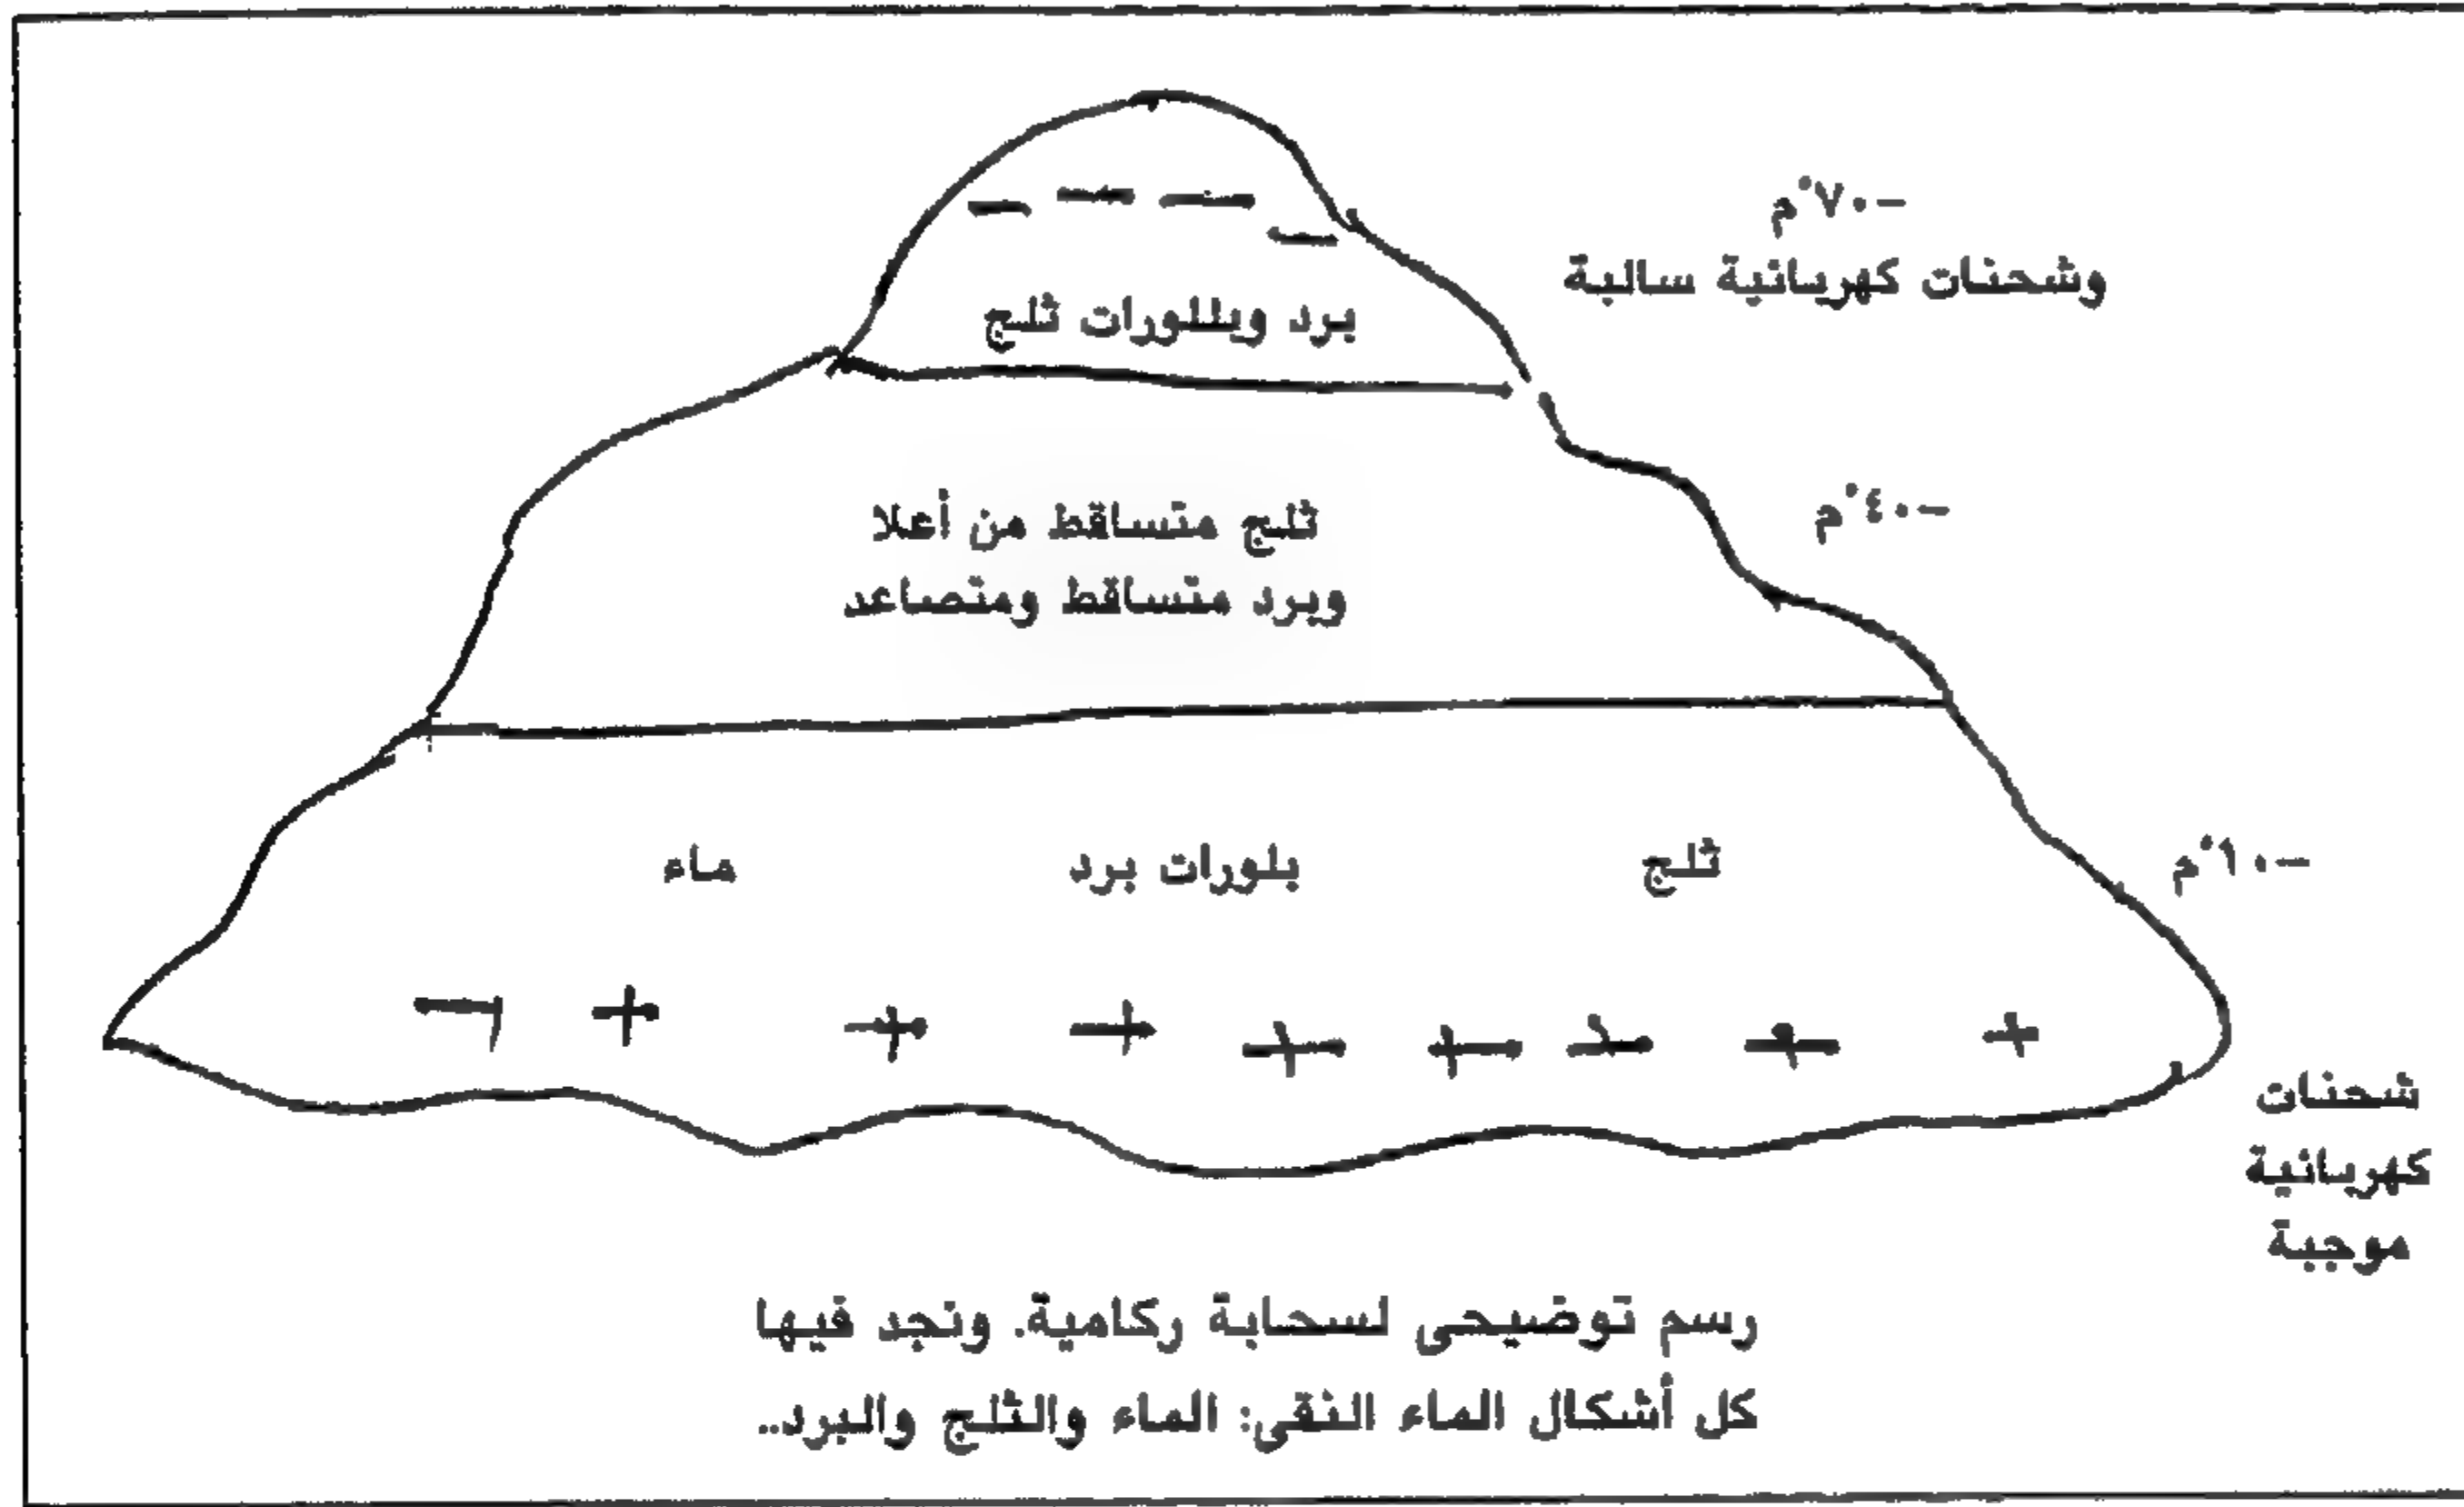 −٧٠°م
وشحنات كهربائية سالبة
− − − −
برد وبللورات ثلج
−٤٠°م
ثلج متساقط من أعلا
وبرد متساقط ومتصاعد
−١٠°م
ثلج بلورات برد ماء
+ + + + + + + +
شحنات
كهربائية
موجبة
رسم توضيحى لسحابة ركامية. ونجد فيها
كل أشكال الماء النقى: الماء والثلج والبرد..